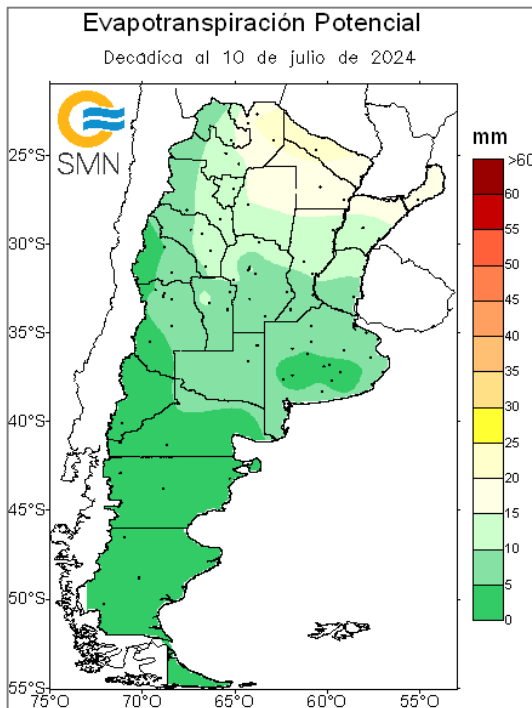 Evapotranspiración Potencial
Decádica al 10 de julio de 2024
SMN
mm
>60
60
55
50
45
40
35
30
25
20
15
10
5
0
25°S
30°S
35°S
40°S
45°S
50°S
55°S
75°O
70°O
65°O
60°O
55°O